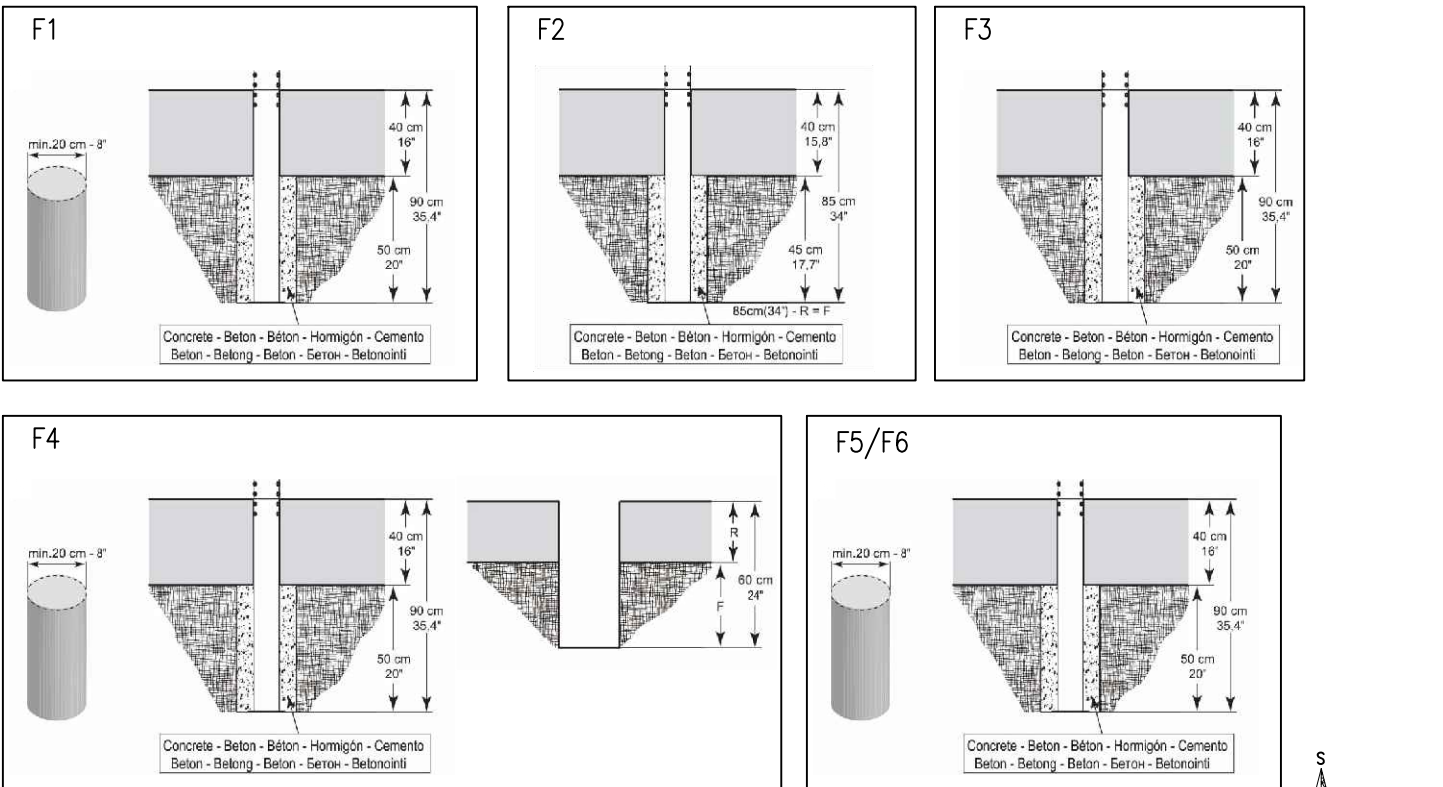 F1
min.20 cm - 8"
40 cm
16"
90 cm
35,4"
50 cm
20"
Concrete - Beton - Béton - Hormigón - Cemento
Beton - Belong - Beton - Бетон - Betonointi
F2
40 cm
15,8"
85 cm
34"
45 cm
17,7"
85cm(34") - R = F
Concrete - Beton - Béton - Hormigón - Cemento
Beton - Betong - Beton - Бетон - Betonointi
F3
40 cm
16"
90 cm
35,4"
50 cm
20"
Concrete - Beton - Béton - Hormigón - Cemento
Beton - Betong - Beton - Бетон - Betonointi
F4
min.20 cm - 8"
40 cm
16"
90 cm
35,4"
50 cm
20"
Concrete - Beton - Béton - Hormigón - Cemento
Beton - Betong - Beton - Бетон - Betonointi
R
60 cm
24"
F
F5/F6
min.20 cm - 8"
40 cm
16"
90 cm
35,4"
50 cm
20"
Concrete - Beton - Béton - Hormigón - Cemento
Beton - Betong - Beton - Бетон - Betonointi
S